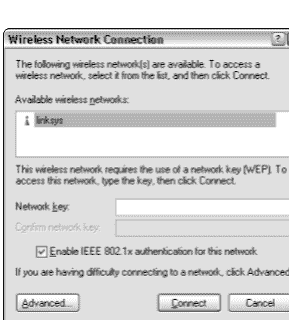 Wireless Network Connection
The following wireless network(s) are available. To access a
wireless network, select it from the list, and then click Connect.
Available wireless networks:
linksys
This wireless network requires the use of a network key (WEP). To
access this network, type the key, then click Connect.
Network key:
Confirm network key:
Enable IEEE 802.1x authentication for this network
If you are having difficulty connecting to a network, click Advanced
Advanced... Connect Cancel